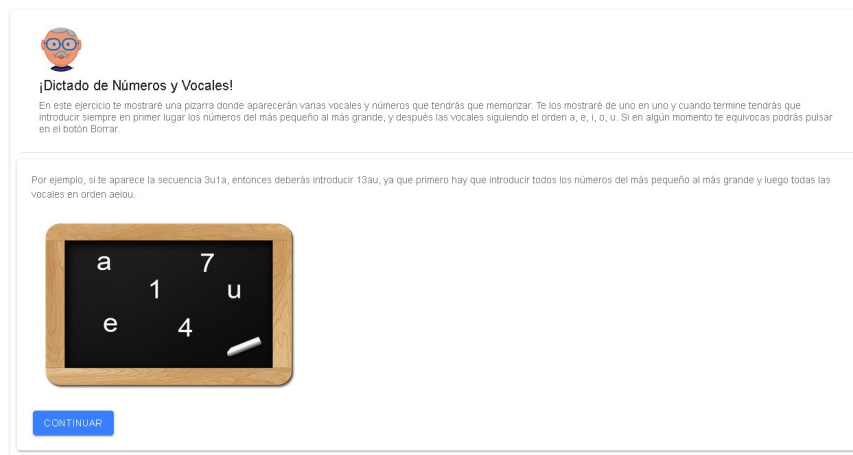 ¡Dictado de Números y Vocales!
En este ejercicio te mostraré una pizarra donde aparecerán varias vocales y números que tendrás que memorizar. Te los mostraré de uno en uno y cuando termine tendrás que
introducir siempre en primer lugar los números del más pequeño al más grande, y después las vocales siguiendo el orden a, e, i, o, u. Si en algún momento te equivocas podrás pulsar
en el botón Borrar.
Por ejemplo, si te aparece la secuencia 3u1a, entonces deberás introducir 13au, ya que primero hay que introducir todos los números del más pequeño al más grande y luego todas las
vocales en orden aeiou.
a 7
1 u
e 4
CONTINUAR